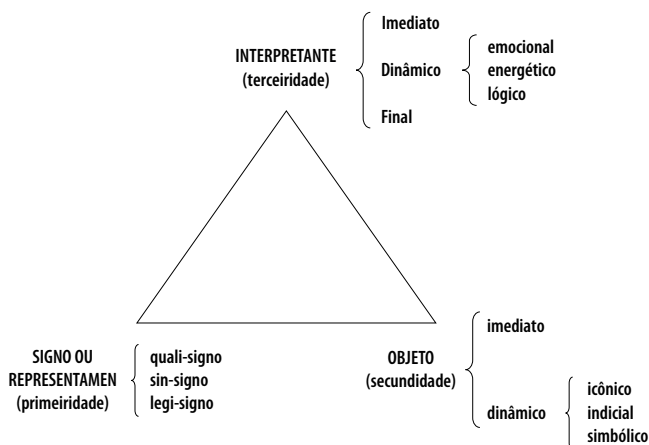 Imediato
INTERPRETANTE
(terceiridade)
Dinâmico
emocional
energético
lógico
Final
SIGNO OU
REPRESENTAMEN
(primeiridade)
quali-signo
sin-signo
legi-signo
OBJETO
(secundidade)
imediato
dinâmico
icônico
indicial
simbólico